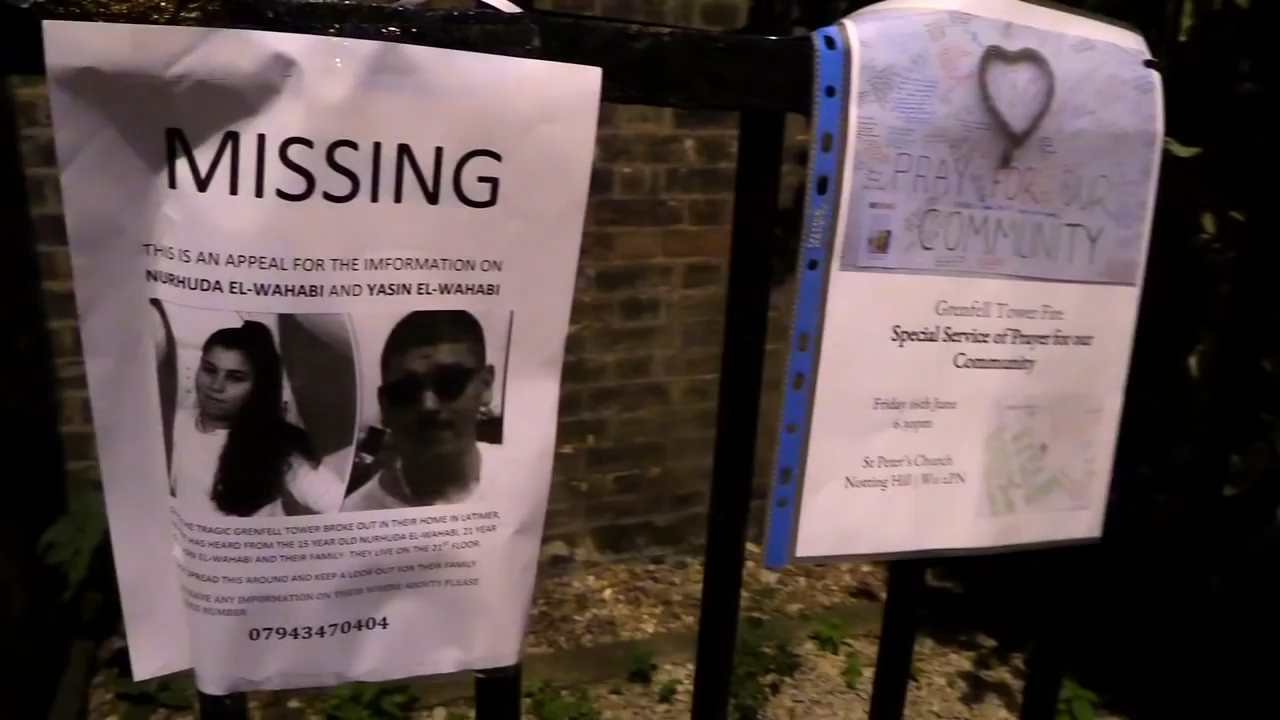 MISSING
THIS IS AN APPEAL FOR THE IMFORMATION ON
NURHUDA EL-WAHABI AND YASIN EL-WAHABI
TRAGIC GRENFELL TOWER BROKE OUT IN THEIR HOME IN LATIMER,
HAS HEARD FROM THE 15 YEAR OLD NURHUDA EL-WAHABI, 21 YEAR
EL-WAHABI AND THEIR FAMILY. THEY LIVE ON THE 21ST FLOOR.
SPREAD THIS AROUND AND KEEP A LOOK OUT FOR THEIR FAMILY
ANY IMFORMATION ON THEIR WHERE ABOUTS PLEASE
NUMBER
07943470404
PRAY FOR OUR
COMMUNITY
Grenfell Tower Fire:
Special Service of Prayer for our
Community
Friday 16th June
6.30pm
St Peter's Church
Notting Hill | W11 2PN